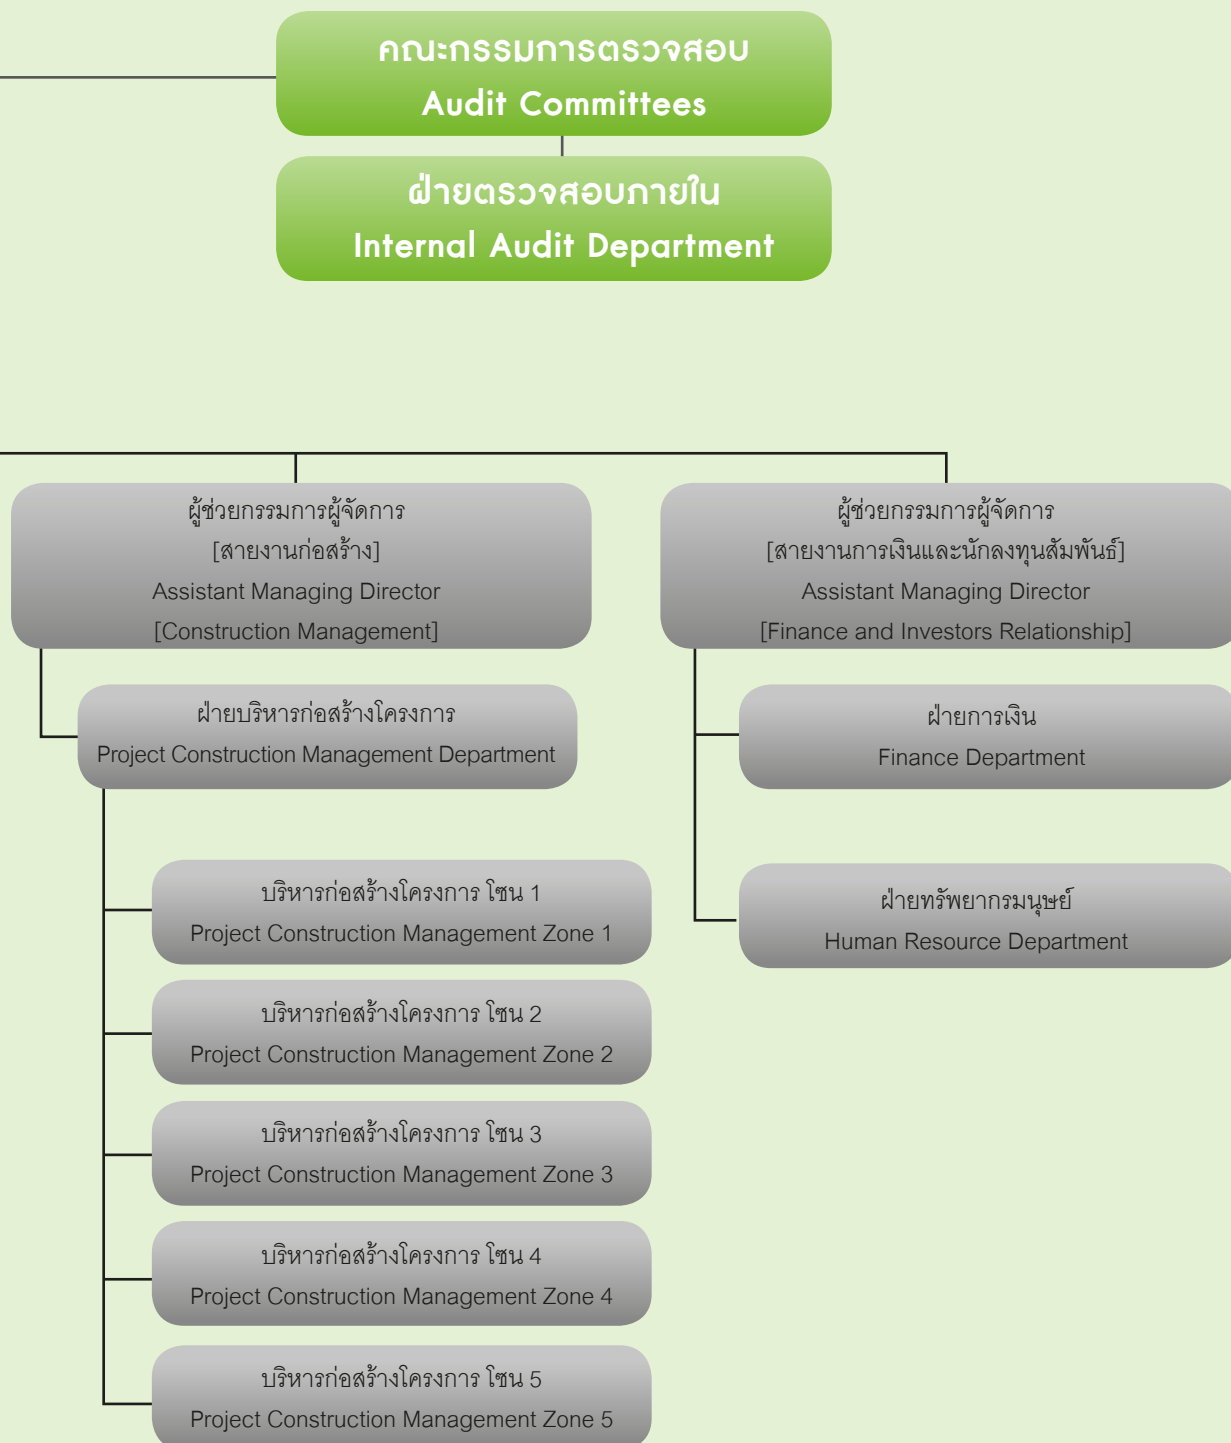 คณะกรรมการตรวจสอบ
Audit Committees
ฝ่ายตรวจสอบภายใน
Internal Audit Department
ผู้ช่วยกรรมการผู้จัดการ
[สายงานก่อสร้าง]
Assistant Managing Director
[Construction Management]
ผู้ช่วยกรรมการผู้จัดการ
[สายงานการเงินและนักลงทุนสัมพันธ์]
Assistant Managing Director
[Finance and Investors Relationship]
ฝ่ายบริหารก่อสร้างโครงการ
Project Construction Management Department
บริหารก่อสร้างโครงการ โซน 1
Project Construction Management Zone 1
บริหารก่อสร้างโครงการ โซน 2
Project Construction Management Zone 2
บริหารก่อสร้างโครงการ โซน 3
Project Construction Management Zone 3
บริหารก่อสร้างโครงการ โซน 4
Project Construction Management Zone 4
บริหารก่อสร้างโครงการ โซน 5
Project Construction Management Zone 5
ฝ่ายการเงิน
Finance Department
ฝ่ายทรัพยากรมนุษย์
Human Resource Department